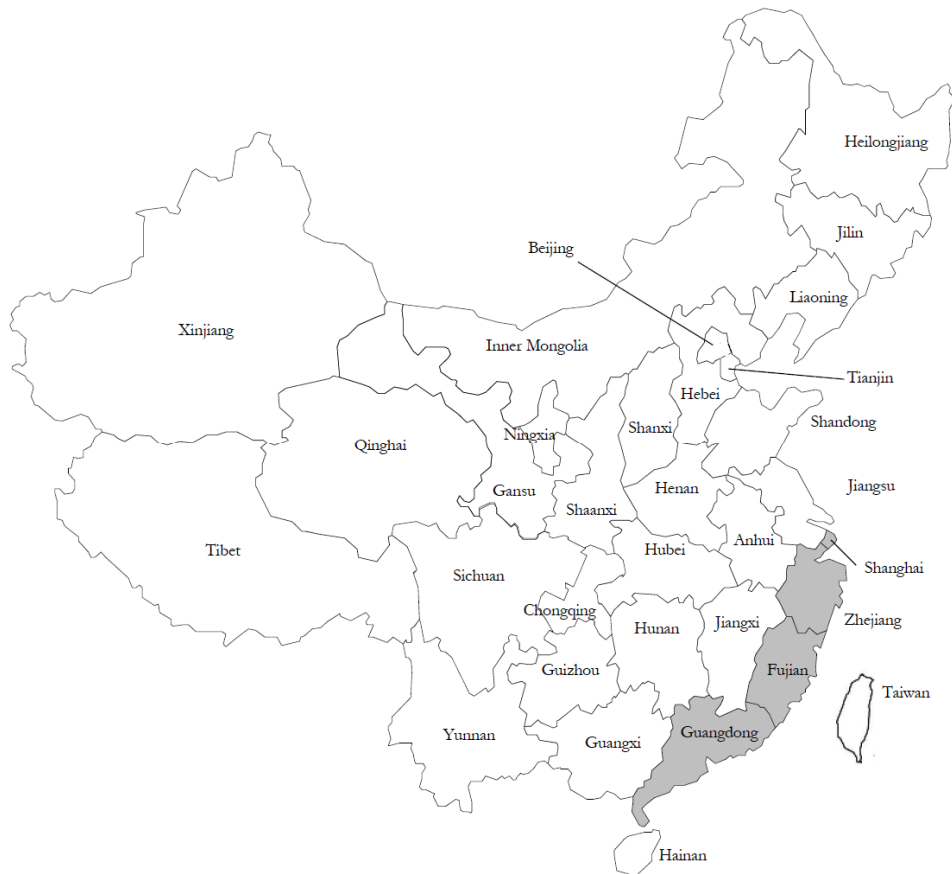 Heilongjiang
Jilin
Beijing
Liaoning
Xinjiang
Inner Mongolia
Tianjin
Hebei
Shandong
Shanxi
Ningxia
Qinghai
Jiangsu
Henan
Gansu
Shaanxi
Anhui
Tibet
Hubei
Shanghai
Sichuan
Chongqing
Zhejiang
Jiangxi
Hunan
Fujian
Guizhou
Taiwan
Guangdong
Yunnan
Guangxi
Hainan